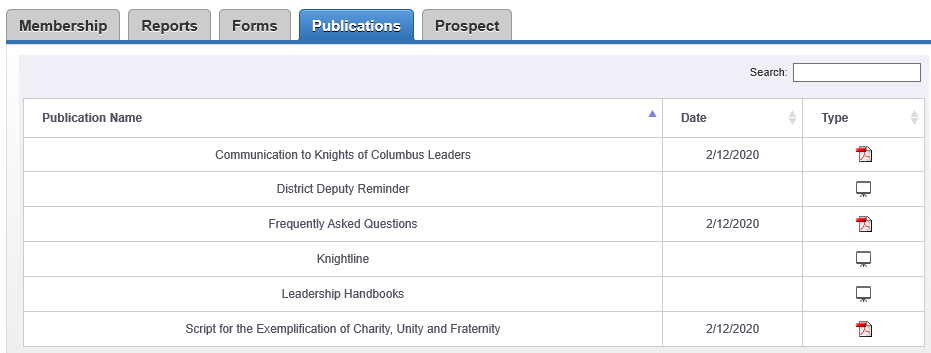 Membership Reports Forms Publications Prospect
Search:
Publication Name Date Type
Communication to Knights of Columbus Leaders 2/12/2020
District Deputy Reminder
Frequently Asked Questions 2/12/2020
Knightline
Leadership Handbooks
Script for the Exemplification of Charity, Unity and Fraternity 2/12/2020